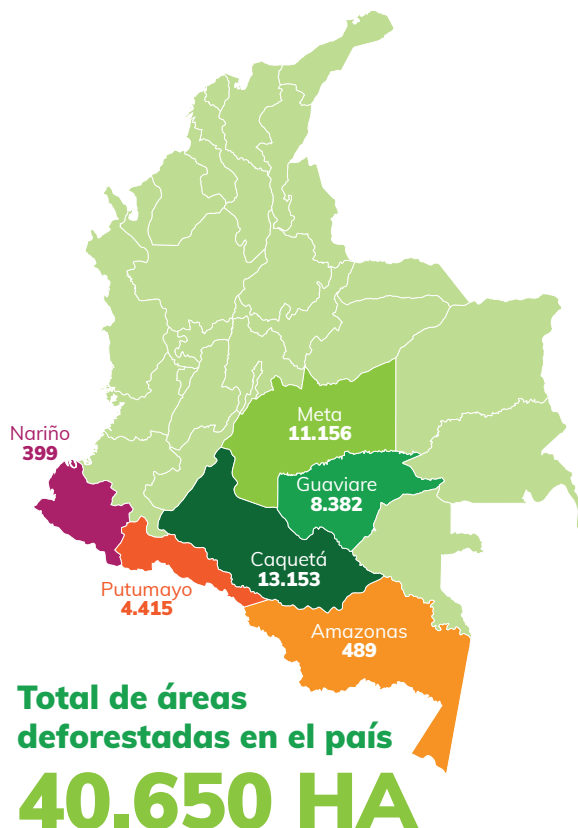 Meta
11.156
Nariño
399
Guaviare
8.382
Caquetá
13.153
Putumayo
4.415
Amazonas
489
Total de áreas
deforestadas en el país
40.650 HA